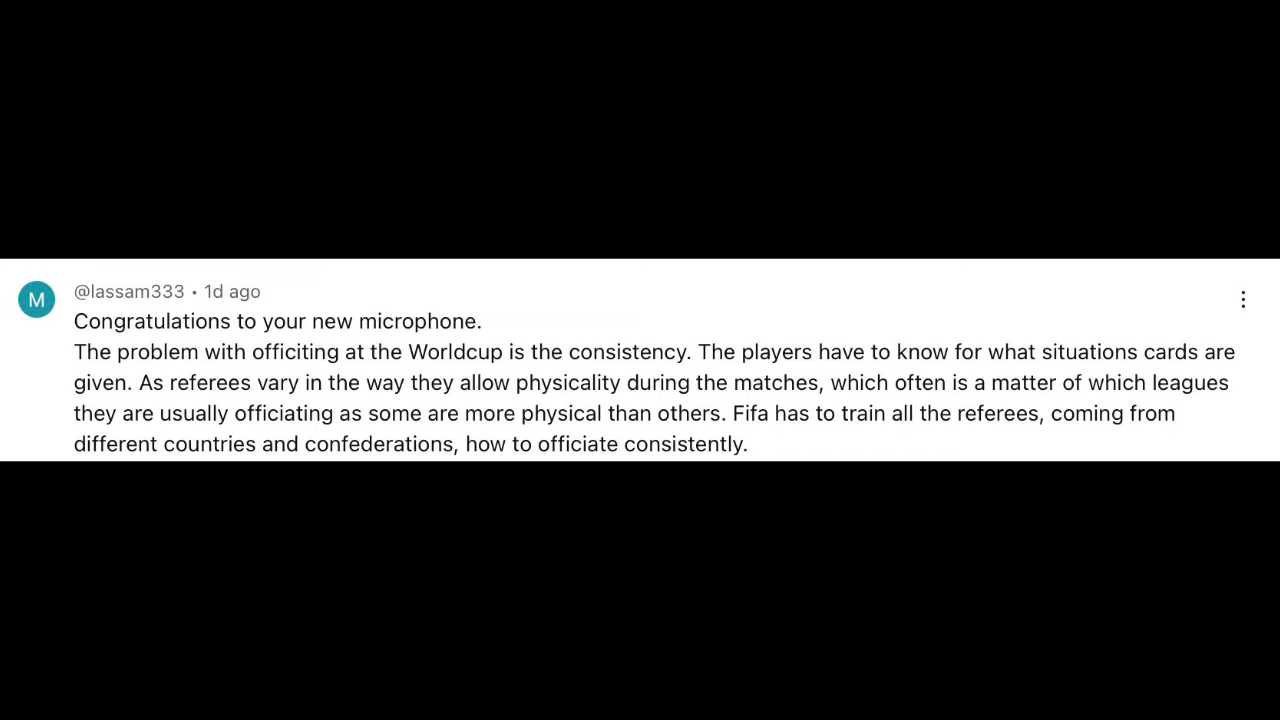 M
@lassam333 • 1d ago
Congratulations to your new microphone.
The problem with officiting at the Worldcup is the consistency. The players have to know for what situations cards are
given. As referees vary in the way they allow physicality during the matches, which often is a matter of which leagues
they are usually officiating as some are more physical than others. Fifa has to train all the referees, coming from
different countries and confederations, how to officiate consistently.